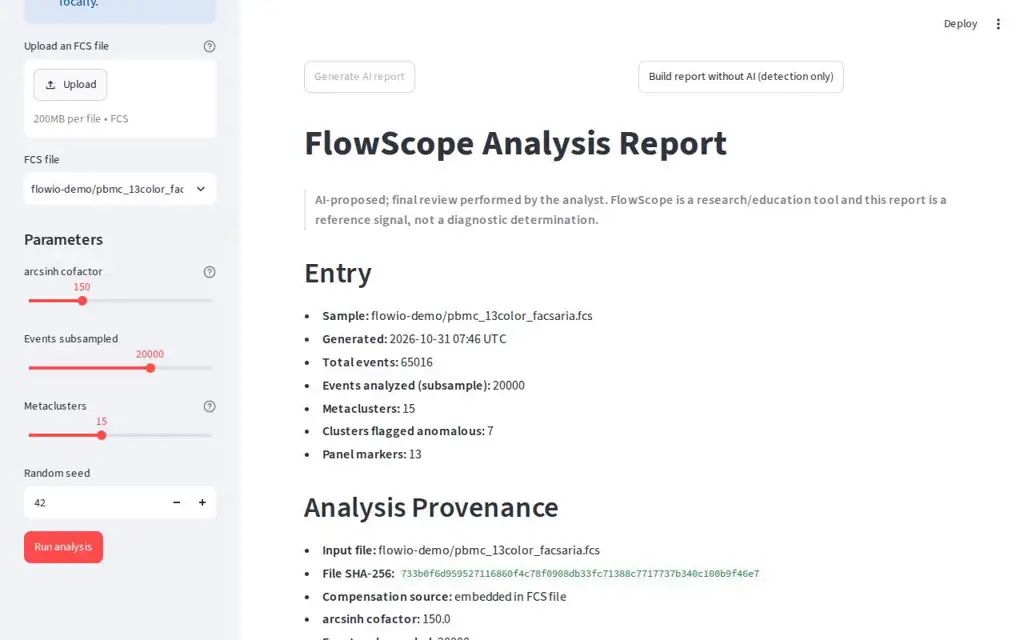 locally.
Upload an FCS file
Upload
200MB per file • FCS
FCS file
flowio-demo/pbmc_13color_fac
Parameters
arcsinh cofactor
150
Events subsampled
20000
Metaclusters
15
Random seed
42
Run analysis
Deploy
Generate AI report
Build report without AI (detection only)
FlowScope Analysis Report
AI-proposed; final review performed by the analyst. FlowScope is a research/education tool and this report is a
reference signal, not a diagnostic determination.
Entry
• Sample: flowio-demo/pbmc_13color_facsaria.fcs
• Generated: 2026-10-31 07:46 UTC
• Total events: 65016
• Events analyzed (subsample): 20000
• Metaclusters: 15
• Clusters flagged anomalous: 7
• Panel markers: 13
Analysis Provenance
• Input file: flowio-demo/pbmc_13color_facsaria.fcs
• File SHA-256: 733b0f6d959527116860f4c78f0908db33fc71388c7717737b340c100b9f46e7
• Compensation source: embedded in FCS file
• arcsinh cofactor: 150.0